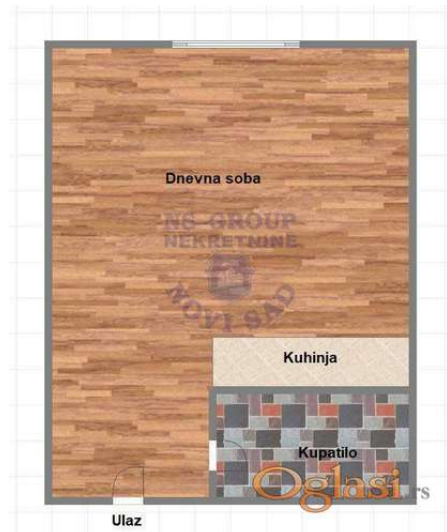 Dnevna soba
NS-GROUP
NEKRETNINE
NOVI SAD
Kuhinja
Kupatilo
Oglasi.rs
Ulaz